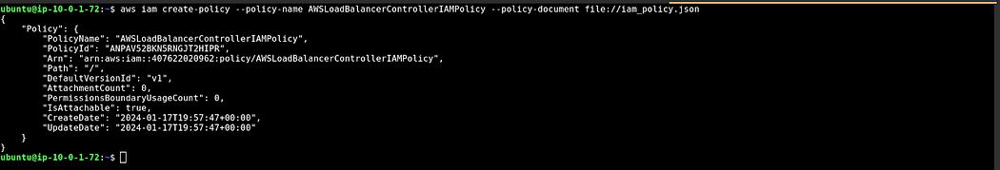 ubuntu@ip-10-0-1-72:~$ aws iam create-policy --policy-name AWSLoadBalancerControllerIAMPolicy --policy-document file://iam_policy.json
{
    "Policy": {
        "PolicyName": "AWSLoadBalancerControllerIAMPolicy",
        "PolicyId": "ANPAV52BKN5RNGJT2HIPR",
        "Arn": "arn:aws:iam::407622020962:policy/AWSLoadBalancerControllerIAMPolicy",
        "Path": "/",
        "DefaultVersionId": "v1",
        "AttachmentCount": 0,
        "PermissionsBoundaryUsageCount": 0,
        "IsAttachable": true,
        "CreateDate": "2024-01-17T19:57:47+00:00",
        "UpdateDate": "2024-01-17T19:57:47+00:00"
    }
}
ubuntu@ip-10-0-1-72:~$